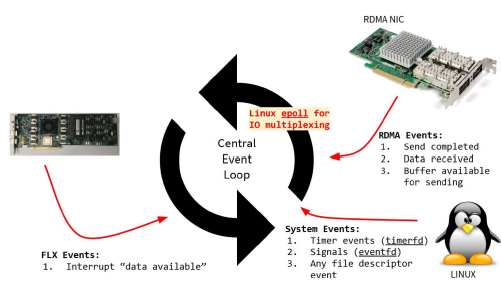 RDMA NIC
Linux epoll for
IO multiplexing
Central
Event
Loop
RDMA Events:
1. Send completed
2. Data received
3. Buffer available
for sending
System Events:
1. Timer events (timerfd)
2. Signals (eventfd)
3. Any file descriptor
event
LINUX
FLX Events:
1. Interrupt “data available”